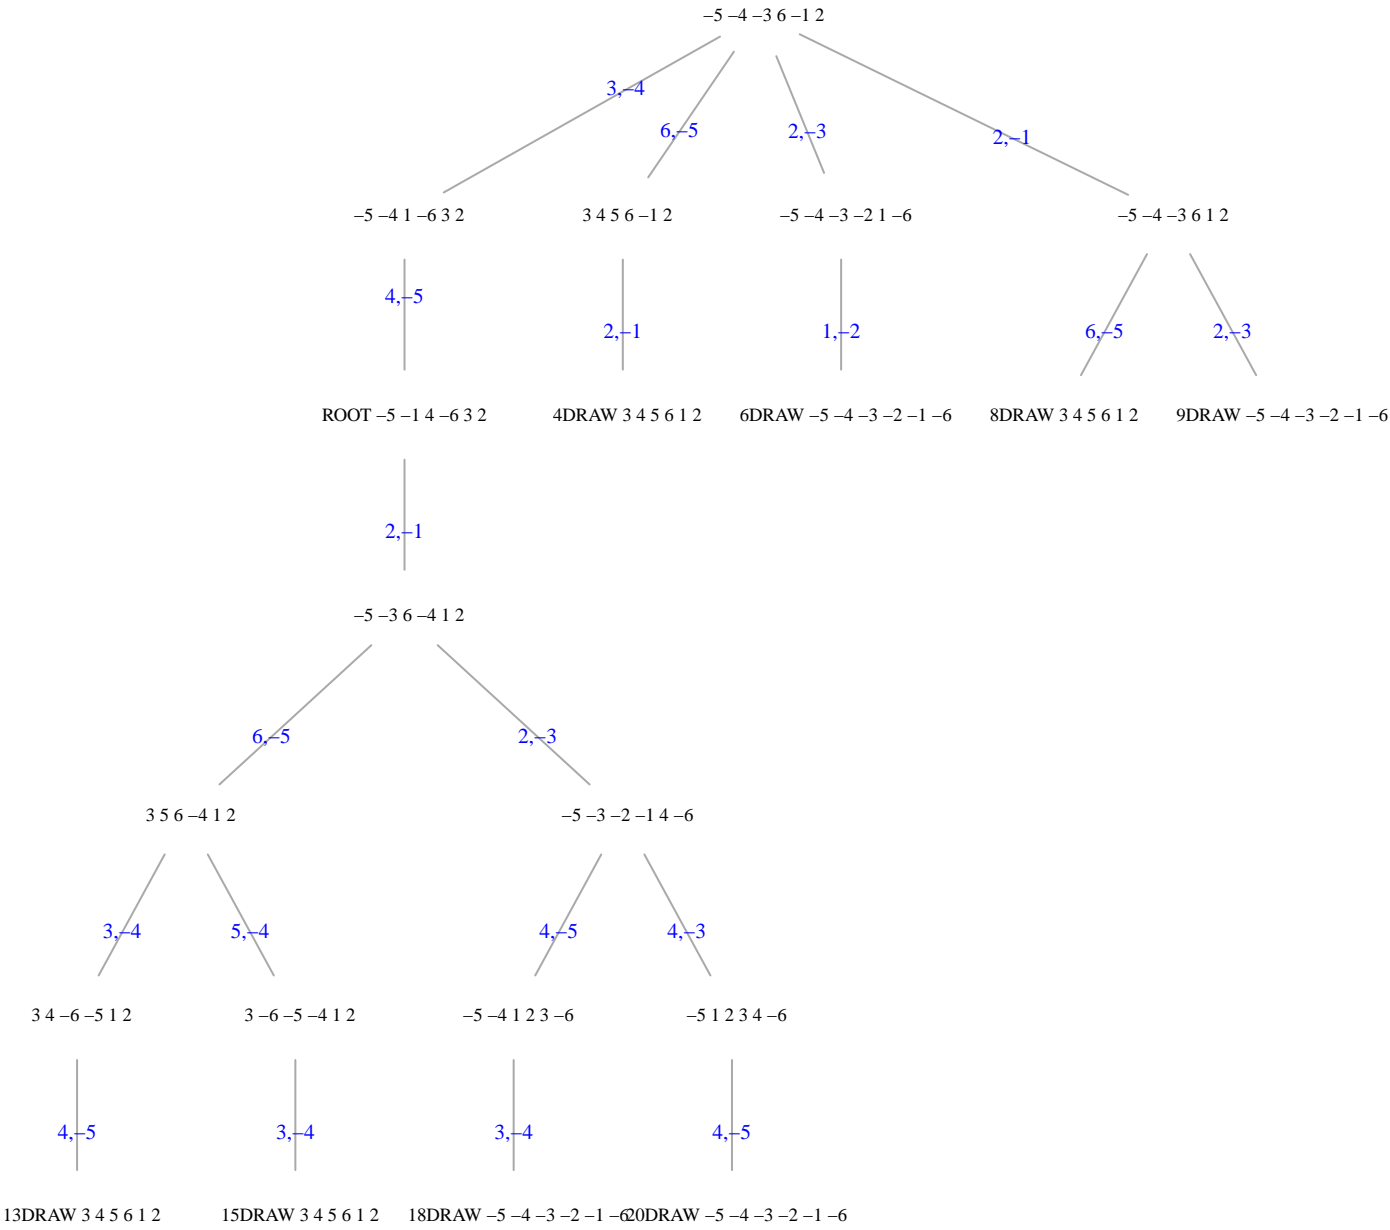 –5 –4 –3 6 –1 2
3,–4
6,–5
2,–3
2,–1
–5 –4 1 –6 3 2
3 4 5 6 –1 2
–5 –4 –3 –2 1 –6
–5 –4 –3 6 1 2
4,–5
2,–1
1,–2
6,–5
2,–3
ROOT –5 –1 4 –6 3 2
4DRAW 3 4 5 6 1 2
6DRAW –5 –4 –3 –2 –1 –6
8DRAW 3 4 5 6 1 2
9DRAW –5 –4 –3 –2 –1 –6
2,–1
–5 –3 6 –4 1 2
6,–5
2,–3
3 5 6 –4 1 2
–5 –3 –2 –1 4 –6
3,–4
5,–4
4,–5
4,–3
3 4 –6 –5 1 2
3 –6 –5 –4 1 2
–5 –4 1 2 3 –6
–5 1 2 3 4 –6
4,–5
3,–4
3,–4
4,–5
13DRAW 3 4 5 6 1 2
15DRAW 3 4 5 6 1 2
18DRAW –5 –4 –3 –2 –1 –6
20DRAW –5 –4 –3 –2 –1 –6